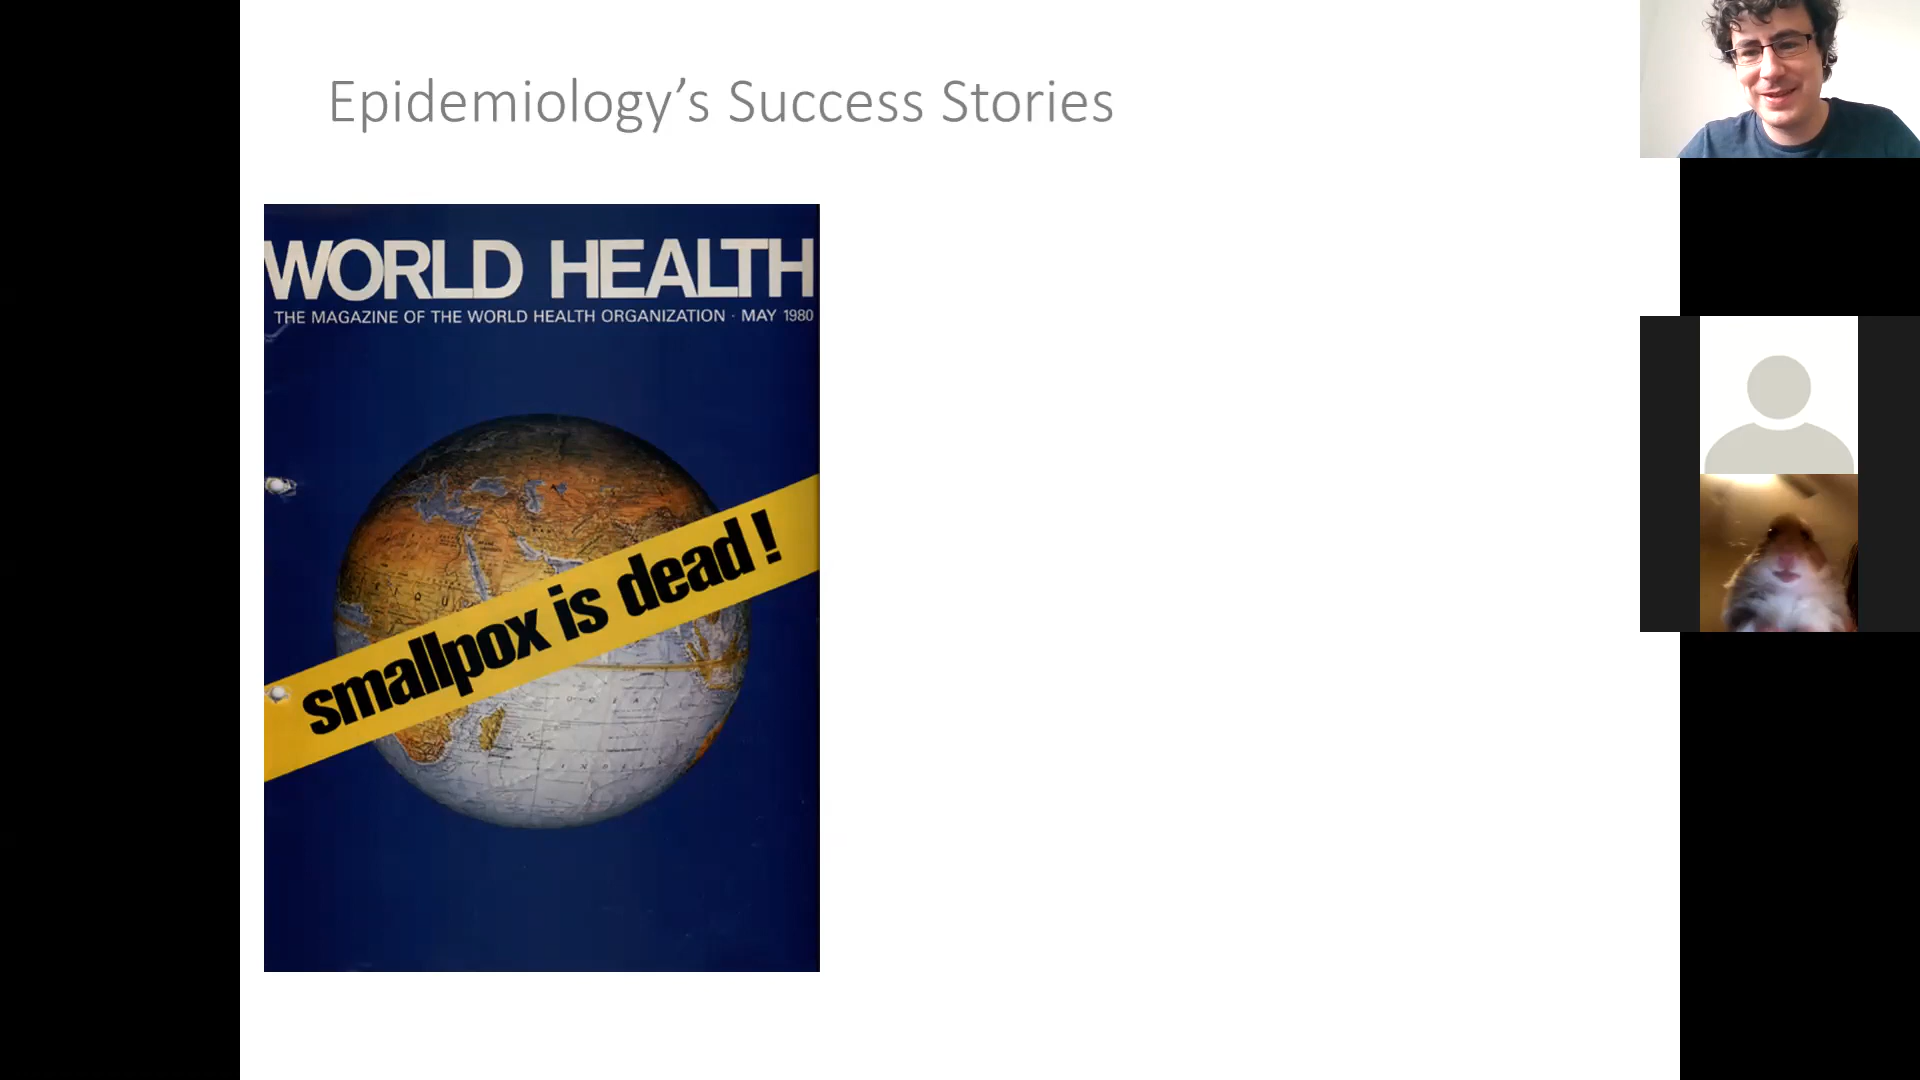 Epidemiology’s Success Stories
WORLD HEALTH
THE MAGAZINE OF THE WORLD HEALTH ORGANIZATION · MAY 1980
smallpox is dead!